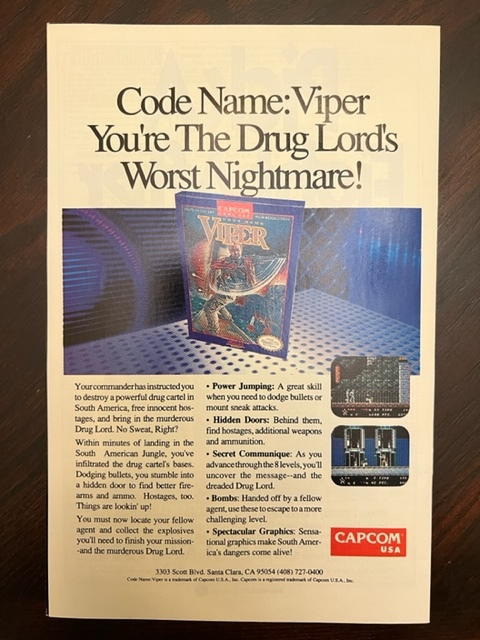 Code Name: Viper
You're The Drug Lord's
Worst Nightmare!
CAPCOM
VIPER
Your commander has instructed you
to destroy a powerful drug cartel in
South America, free innocent hos-
tages, and bring in the murderous
Drug Lord. No Sweat, Right?
Within minutes of landing in the
South American Jungle, you've
infiltrated the drug cartel's bases.
Dodging bullets, you stumble into
a hidden door to find better fire-
arms and ammo. Hostages, too.
Things are lookin' up!
You must now locate your fellow
agent and collect the explosives
you'll need to finish your mission-
-and the murderous Drug Lord.
• Power Jumping: A great skill
when you need to dodge bullets or
mount sneak attacks.
• Hidden Doors: Behind them,
find hostages, additional weapons
and ammunition.
• Secret Communique: As you
advance through the 8 levels, you'll
uncover the message--and the
dreaded Drug Lord.
• Bombs: Handed off by a fellow
agent, use these to escape to a more
challenging level.
• Spectacular Graphics: Sensa-
tional graphics make South Amer-
ica's dangers come alive!
CAPCOM
USA
3303 Scott Blvd. Santa Clara, CA 95054 (408) 727-0400
Code Name: Viper is a trademark of Capcom U.S.A., Inc. Capcom is a registered trademark of Capcom U.S.A., Inc.